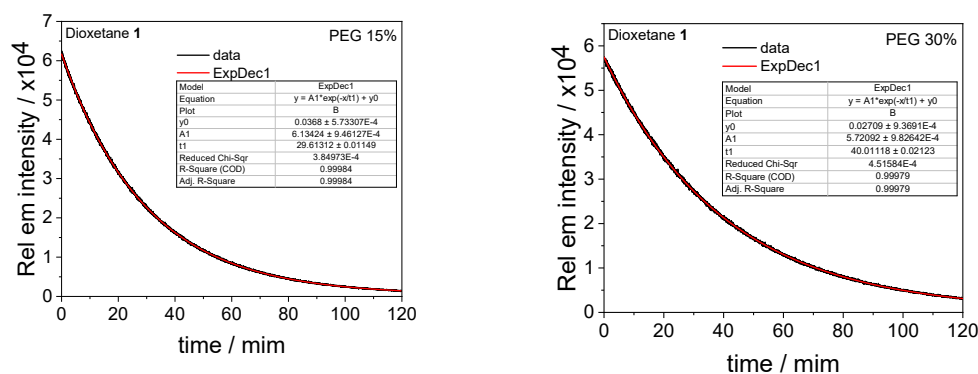 Dioxetane 1
PEG 15%
data
ExpDec1
Model ExpDec1
Equation y = A1*exp(-x/t1) + y0
Plot B
y0 0.0368 ± 5.73307E-4
A1 6.13424 ± 9.46127E-4
t1 29.61312 ± 0.01149
Reduced Chi-Sqr 3.84973E-4
R-Square (COD) 0.99984
Adj. R-Square 0.99984
Rel em intensity / x10⁴
7
6
5
4
3
2
1
0
0 20 40 60 80 100 120
time / mim
Dioxetane 1
PEG 30%
data
ExpDec1
Model ExpDec1
Equation y = A1*exp(-x/t1) + y0
Plot B
y0 0.02709 ± 9.3691E-4
A1 5.72092 ± 9.82642E-4
t1 40.01118 ± 0.02123
Reduced Chi-Sqr 4.51584E-4
R-Square (COD) 0.99979
Adj. R-Square 0.99979
Rel em intensity / x10⁴
6
5
4
3
2
1
0
0 20 40 60 80 100 120
time / mim